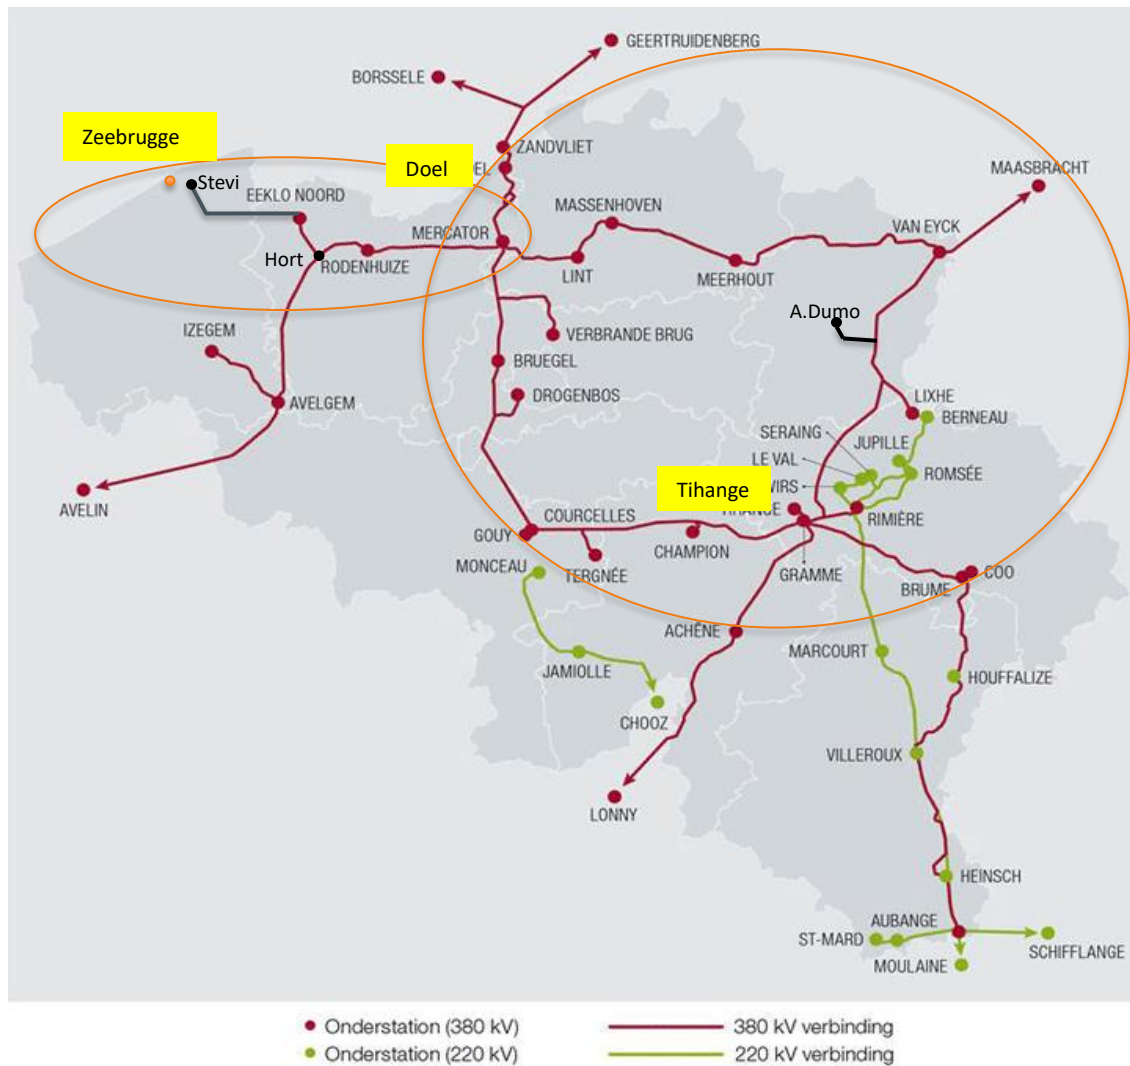 GEERTRUIDENBERG
BORSSELE
Zeebrugge
ZANDVLIET
Doel
EL
MAASBRACHT
Stevi
EEKLO NOORD
MASSENHOVEN
MERCATOR
VAN EYCK
Hort
RODENHUIZE
LINT
MEERHOUT
A.Dumo
IZEGEM
VERBRANDE BRUG
BRUEGEL
DROGENBOS
AVELGEM
LIXHE
BERNEAU
SERAING
JUPILLE
LE VAL
ROMSÉE
Tihange
WIRS
AVELIN
COURCELLES
RIMIÈRE
GOUY
CHAMPION
MONCEAU
TERGNÉE
GRAMME
COO
BRUME
ACHÊNE
MARCOURT
JAMIOLLE
HOUFFALIZE
CHOOZ
VILLEROUX
LONNY
HEINSCH
AUBANGE
ST-MARD
SCHIFFLANGE
MOULAINE
Onderstation (380 kV)
380 kV verbinding
Onderstation (220 kV)
220 kV verbinding